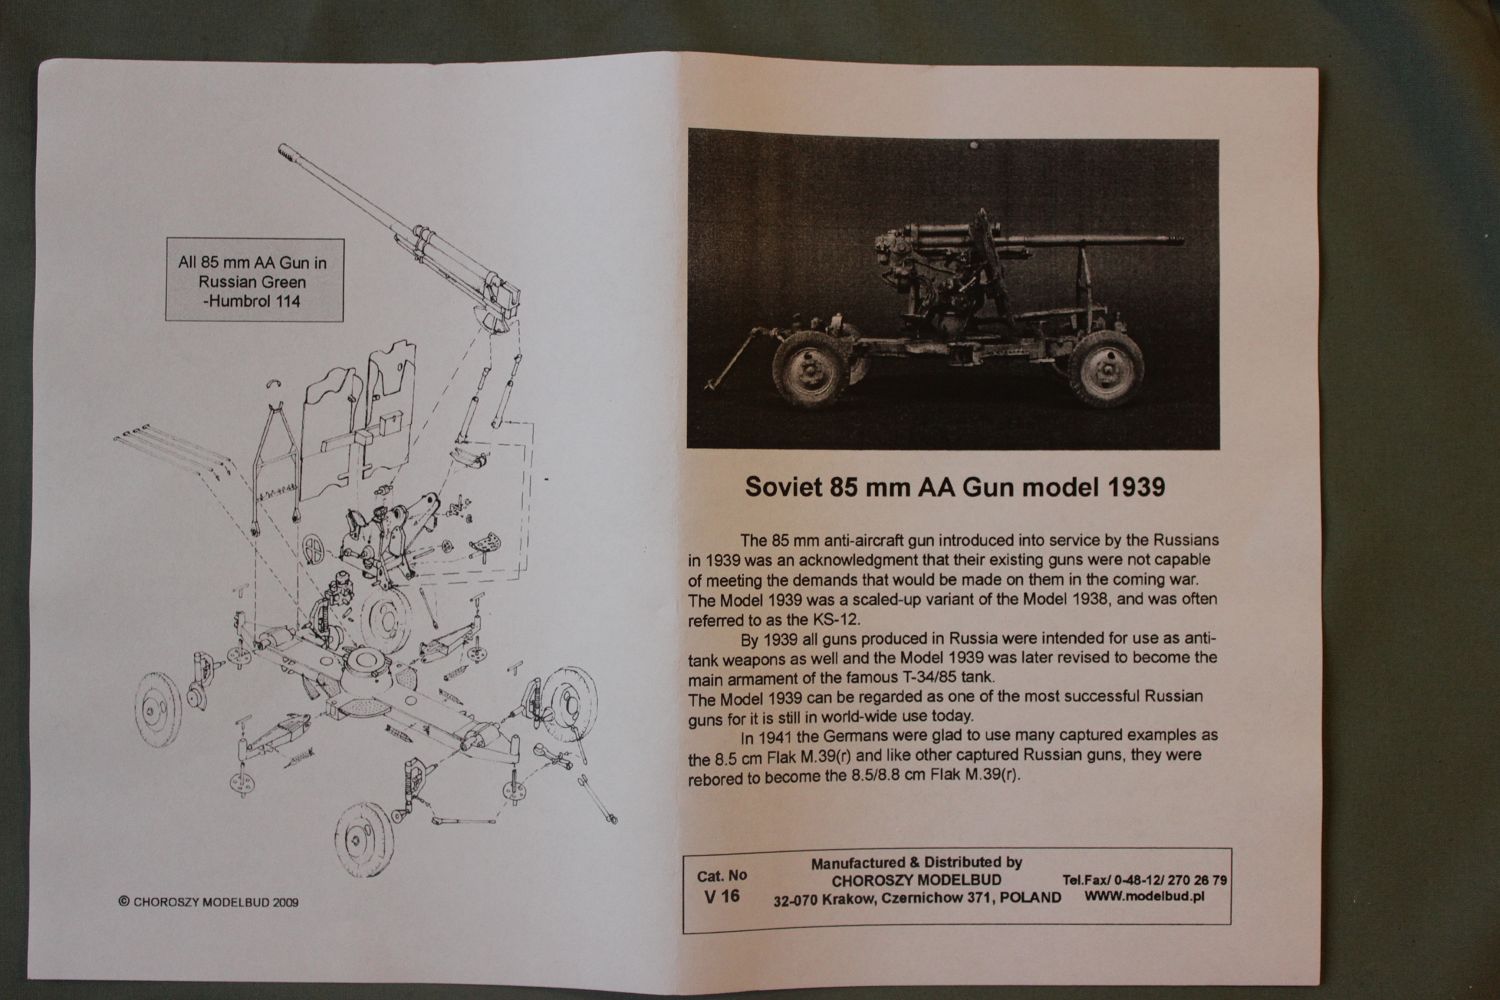 All 85 mm AA Gun in
Russian Green
-Humbrol 114
© CHOROSZY MODELBUD 2009
Soviet 85 mm AA Gun model 1939
The 85 mm anti-aircraft gun introduced into service by the Russians
in 1939 was an acknowledgment that their existing guns were not capable
of meeting the demands that would be made on them in the coming war.
The Model 1939 was a scaled-up variant of the Model 1938, and was often
referred to as the KS-12.
By 1939 all guns produced in Russia were intended for use as anti-
tank weapons as well and the Model 1939 was later revised to become the
main armament of the famous T-34/85 tank.
The Model 1939 can be regarded as one of the most successful Russian
guns for it is still in world-wide use today.
In 1941 the Germans were glad to use many captured examples as
the 8.5 cm Flak M.39(r) and like other captured Russian guns, they were
rebored to become the 8.5/8.8 cm Flak M.39(r).
Cat. No
V 16
Manufactured & Distributed by
CHOROSZY MODELBUD
32-070 Krakow, Czernichow 371, POLAND
Tel.Fax/ 0-48-12/ 270 26 79
WWW.modelbud.pl